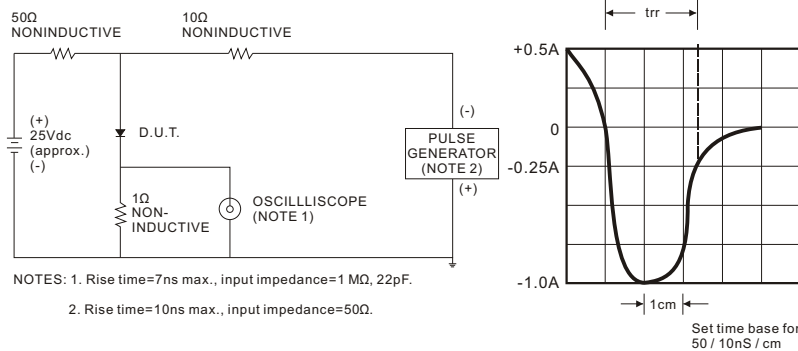 50Ω
NONINDUCTIVE
10Ω
NONINDUCTIVE
(+)
25Vdc
(approx.)
(-)
D.U.T.
1Ω
NON-
INDUCTIVE
OSCILLLISCOPE
(NOTE 1)
(-)
PULSE
GENERATOR
(NOTE 2)
(+)
NOTES: 1. Rise time=7ns max., input impedance=1 MΩ, 22pF.
2. Rise time=10ns max., input impedance=50Ω.
trr
+0.5A
0
-0.25A
-1.0A
1cm
Set time base for
50 / 10nS / cm